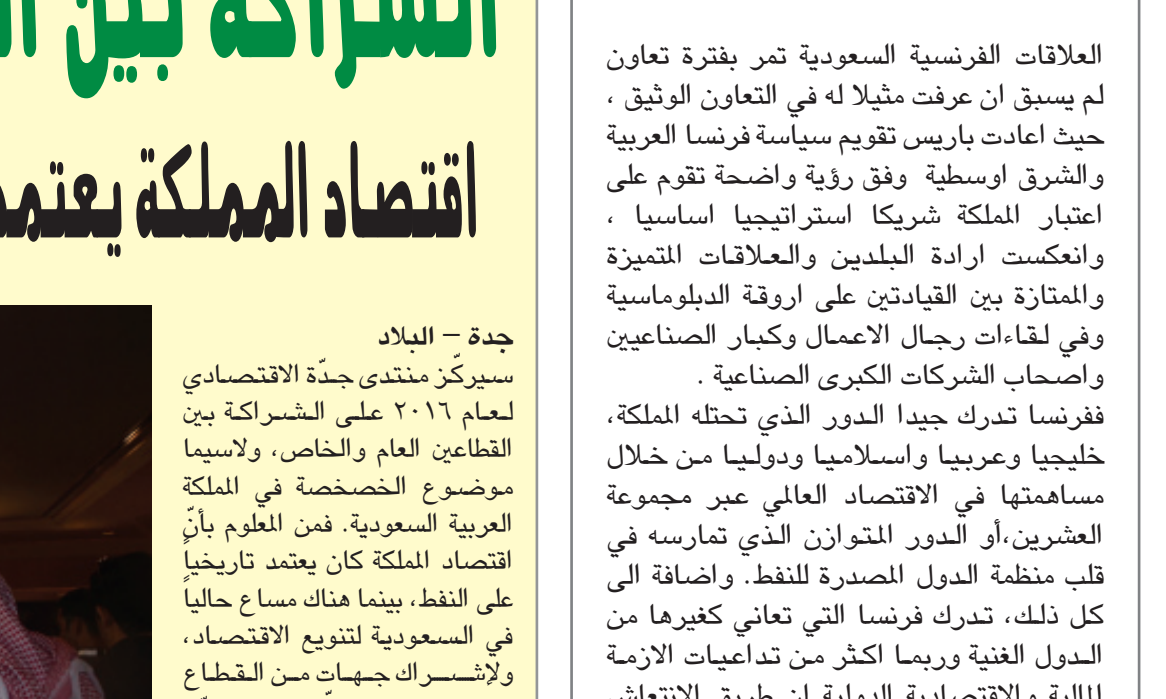 العلاقات الفرنسية السعودية تمر بفترة تعاون
لم يسبق ان عرفت مثيلا له في التعاون الوثيق ،
حيث اعادت باريس تقويم سياسة فرنسا العربية
والشرق اوسطية وفق رؤية واضحة تقوم على
اعتبار المملكة شريكا استراتيجيا اساسيا ،
وانعكست ارادة البلدين والعلاقات المتميزة
والممتازة بين القيادتين على اروقة الدبلوماسية
وفي لقاءات رجال الاعمال وكبار الصناعيين
واصحاب الشركات الكبرى الصناعية .
ففرنسا تدرك جيدا الدور الذي تحتله المملكة،
خليجيا وعربيا واسلاميا ودوليا من خلال
مساهمتها في الاقتصاد العالمي عبر مجموعة
العشرين،أو الدور المتوازن الذي تمارسه في
قلب منظمة الدول المصدرة للنفط. واضافة الى
كل ذلك، تدرك فرنسا التي تعاني كغيرها من
الدول الغنية وربما اكثر من تداعيات الازمة
المالية والاقتصادية الدولية ان طريق الانتعاش
الشراكة بين
اقتصاد المملكة يعتمد
جدة – البلاد
سيركّز منتدى جدّة الاقتصادي
لعام ٢٠١٦ على الشراكة بين
القطاعين العام والخاص، ولاسيما
موضوع الخصخصة في المملكة
العربية السعودية. فمن المعلوم بأنّ
اقتصاد المملكة كان يعتمد تاريخياً
على النفط، بينما هناك مساع حالياً
في السعودية لتنويع الاقتصاد،
ولإشراك جهات من القطاع